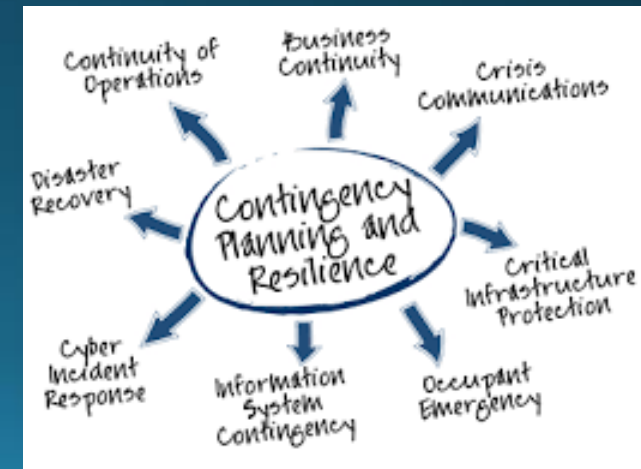 Continuity of
Operations
Business
Continuity
Crisis
Communications
Disaster
Recovery
Contingency
Planning and
Resilience
Critical
Infrastructure
Protection
Cyber
Incident
Response
Information
System
Contingency
Occupant
Emergency